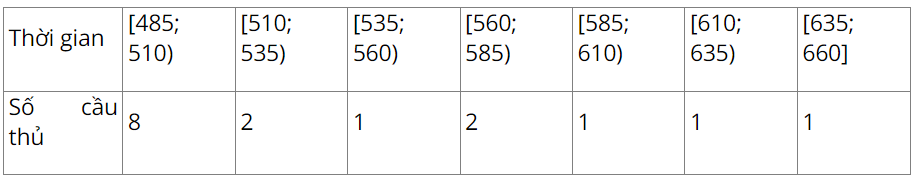 Thời gian [485; 510) [510; 535) [535; 560) [560; 585) [585; 610) [610; 635) [635; 660]
Số cầu thủ 8 2 1 2 1 1 1